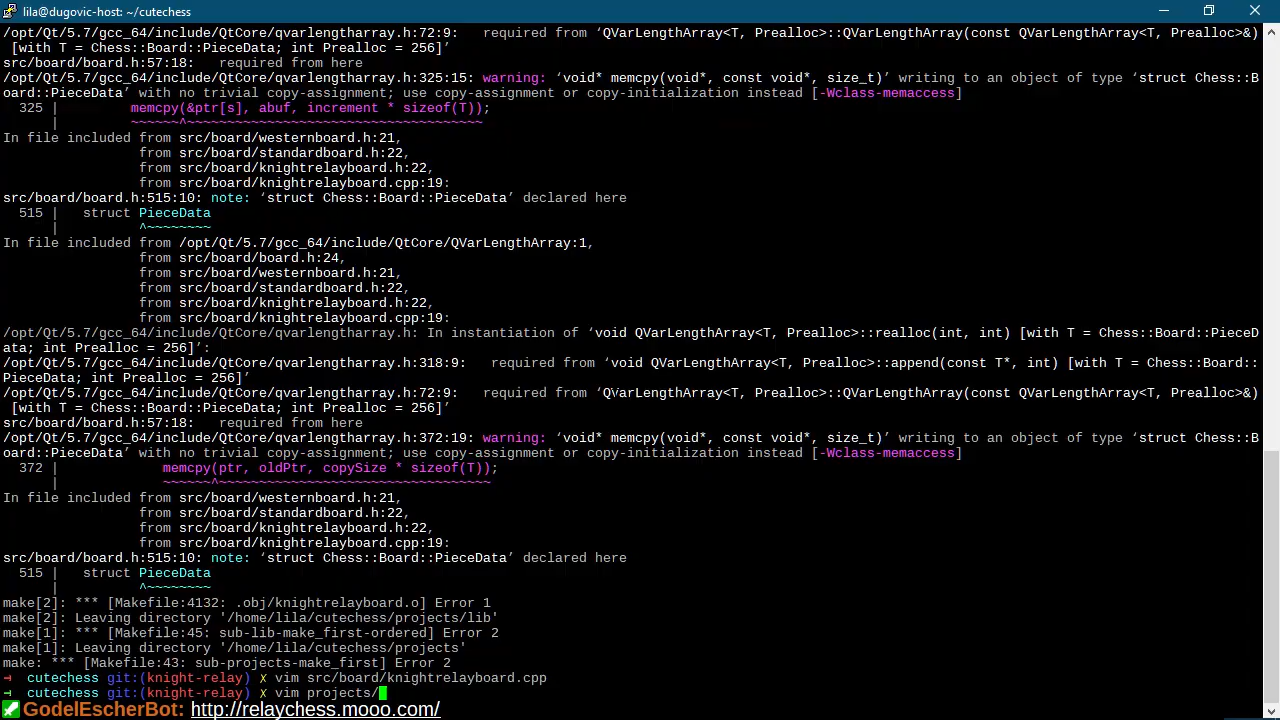 lila@dugovic-host: ~/cutechess
/opt/Qt/5.7/gcc_64/include/QtCore/qvarlengtharray.h:72:9:   required from ‘QVarLengthArray<T, Prealloc>::QVarLengthArray(const QVarLengthArray<T, Prealloc>&)
 [with T = Chess::Board::PieceData; int Prealloc = 256]’
src/board/board.h:57:18:   required from here
/opt/Qt/5.7/gcc_64/include/QtCore/qvarlengtharray.h:325:15: warning: ‘void* memcpy(void*, const void*, size_t)’ writing to an object of type ‘struct Chess::B
oard::PieceData’ with no trivial copy-assignment; use copy-assignment or copy-initialization instead [-Wclass-memaccess]
  325 |         memcpy(&ptr[s], abuf, increment * sizeof(T));
      |         ~~~~~~^~~~~~~~~~~~~~~~~~~~~~~~~~~~~~~~~~~~~~
In file included from src/board/westernboard.h:21,
                 from src/board/standardboard.h:22,
                 from src/board/knightrelayboard.h:22,
                 from src/board/knightrelayboard.cpp:19:
src/board/board.h:515:10: note: ‘struct Chess::Board::PieceData’ declared here
  515 |   struct PieceData
      |          ^~~~~~~~~
In file included from /opt/Qt/5.7/gcc_64/include/QtCore/QVarLengthArray:1,
                 from src/board/board.h:24,
                 from src/board/westernboard.h:21,
                 from src/board/standardboard.h:22,
                 from src/board/knightrelayboard.h:22,
                 from src/board/knightrelayboard.cpp:19:
/opt/Qt/5.7/gcc_64/include/QtCore/qvarlengtharray.h: In instantiation of ‘void QVarLengthArray<T, Prealloc>::realloc(int, int) [with T = Chess::Board::PieceD
ata; int Prealloc = 256]’:
/opt/Qt/5.7/gcc_64/include/QtCore/qvarlengtharray.h:318:9:   required from ‘void QVarLengthArray<T, Prealloc>::append(const T*, int) [with T = Chess::Board::
PieceData; int Prealloc = 256]’
/opt/Qt/5.7/gcc_64/include/QtCore/qvarlengtharray.h:72:9:   required from ‘QVarLengthArray<T, Prealloc>::QVarLengthArray(const QVarLengthArray<T, Prealloc>&)
 [with T = Chess::Board::PieceData; int Prealloc = 256]’
src/board/board.h:57:18:   required from here
/opt/Qt/5.7/gcc_64/include/QtCore/qvarlengtharray.h:372:19: warning: ‘void* memcpy(void*, const void*, size_t)’ writing to an object of type ‘struct Chess::B
oard::PieceData’ with no trivial copy-assignment; use copy-assignment or copy-initialization instead [-Wclass-memaccess]
  372 |             memcpy(ptr, oldPtr, copySize * sizeof(T));
      |             ~~~~~~^~~~~~~~~~~~~~~~~~~~~~~~~~~~~~~~~~~
In file included from src/board/westernboard.h:21,
                 from src/board/standardboard.h:22,
                 from src/board/knightrelayboard.h:22,
                 from src/board/knightrelayboard.cpp:19:
src/board/board.h:515:10: note: ‘struct Chess::Board::PieceData’ declared here
  515 |   struct PieceData
      |          ^~~~~~~~~
make[2]: *** [Makefile:4132: .obj/knightrelayboard.o] Error 1
make[2]: Leaving directory '/home/lila/cutechess/projects/lib'
make[1]: *** [Makefile:45: sub-lib-make_first-ordered] Error 2
make[1]: Leaving directory '/home/lila/cutechess/projects'
make: *** [Makefile:43: sub-projects-make_first] Error 2
cutechess git:(knight-relay) ✗ vim src/board/knightrelayboard.cpp
cutechess git:(knight-relay) ✗ vim projects/
GodelEscherBot: http://relaychess.mooo.com/